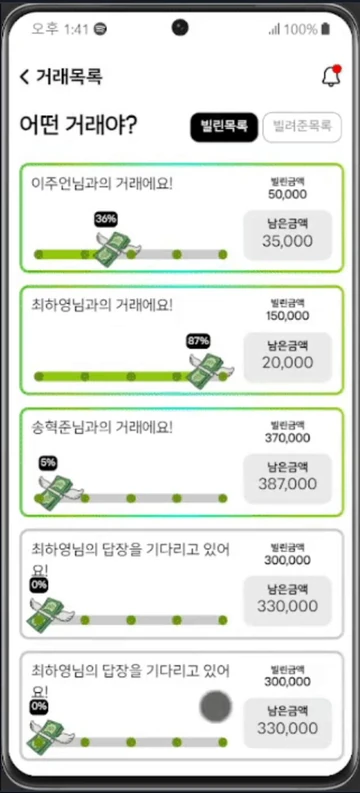 오후 1:41
100%
거래목록
어떤 거래야?
빌린목록
빌려준목록
이주언님과의 거래에요!
빌린금액
50,000
36%
남은금액
35,000
최하영님과의 거래에요!
빌린금액
150,000
87%
남은금액
20,000
송혁준님과의 거래에요!
빌린금액
370,000
5%
남은금액
387,000
최하영님의 답장을 기다리고 있어
요!
빌린금액
300,000
0%
남은금액
330,000
최하영님의 답장을 기다리고 있어
요!
빌린금액
300,000
0%
남은금액
330,000